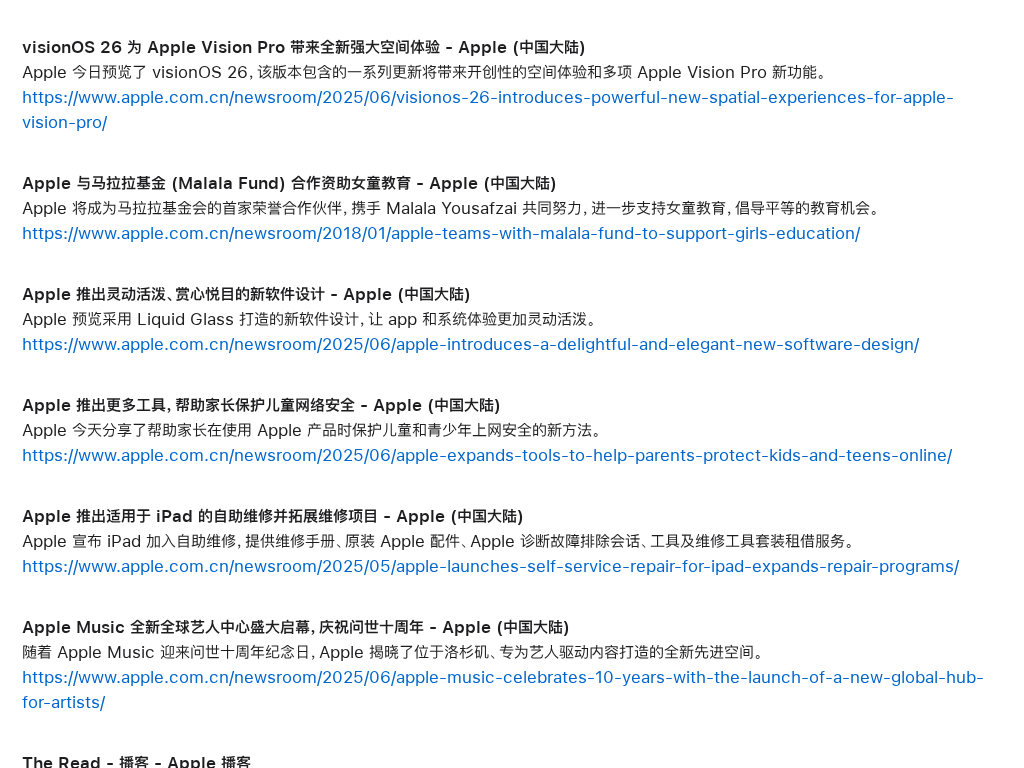 visionOS 26 为 Apple Vision Pro 带来全新强大空间体验 - Apple (中国大陆)
Apple 今日预览了 visionOS 26，该版本包含的一系列更新将带来开创性的空间体验和多项 Apple Vision Pro 新功能。
https://www.apple.com.cn/newsroom/2025/06/visionos-26-introduces-powerful-new-spatial-experiences-for-apple-
vision-pro/
Apple 与马拉拉基金 (Malala Fund) 合作资助女童教育 - Apple (中国大陆)
Apple 将成为马拉拉基金会的首家荣誉合作伙伴，携手 Malala Yousafzai 共同努力，进一步支持女童教育，倡导平等的教育机会。
https://www.apple.com.cn/newsroom/2018/01/apple-teams-with-malala-fund-to-support-girls-education/
Apple 推出灵动活泼、赏心悦目的新软件设计 - Apple (中国大陆)
Apple 预览采用 Liquid Glass 打造的新软件设计，让 app 和系统体验更加灵动活泼。
https://www.apple.com.cn/newsroom/2025/06/apple-introduces-a-delightful-and-elegant-new-software-design/
Apple 推出更多工具，帮助家长保护儿童网络安全 - Apple (中国大陆)
Apple 今天分享了帮助家长在使用 Apple 产品时保护儿童和青少年上网安全的新方法。
https://www.apple.com.cn/newsroom/2025/06/apple-expands-tools-to-help-parents-protect-kids-and-teens-online/
Apple 推出适用于 iPad 的自助维修并拓展维修项目 - Apple (中国大陆)
Apple 宣布 iPad 加入自助维修，提供维修手册、原装 Apple 配件、Apple 诊断故障排除会话、工具及维修工具套装租借服务。
https://www.apple.com.cn/newsroom/2025/05/apple-launches-self-service-repair-for-ipad-expands-repair-programs/
Apple Music 全新全球艺人中心盛大启幕，庆祝问世十周年 - Apple (中国大陆)
随着 Apple Music 迎来问世十周年纪念日，Apple 揭晓了位于洛杉矶、专为艺人驱动内容打造的全新先进空间。
https://www.apple.com.cn/newsroom/2025/06/apple-music-celebrates-10-years-with-the-launch-of-a-new-global-hub-
for-artists/
The Read - 播客 - Apple 播客